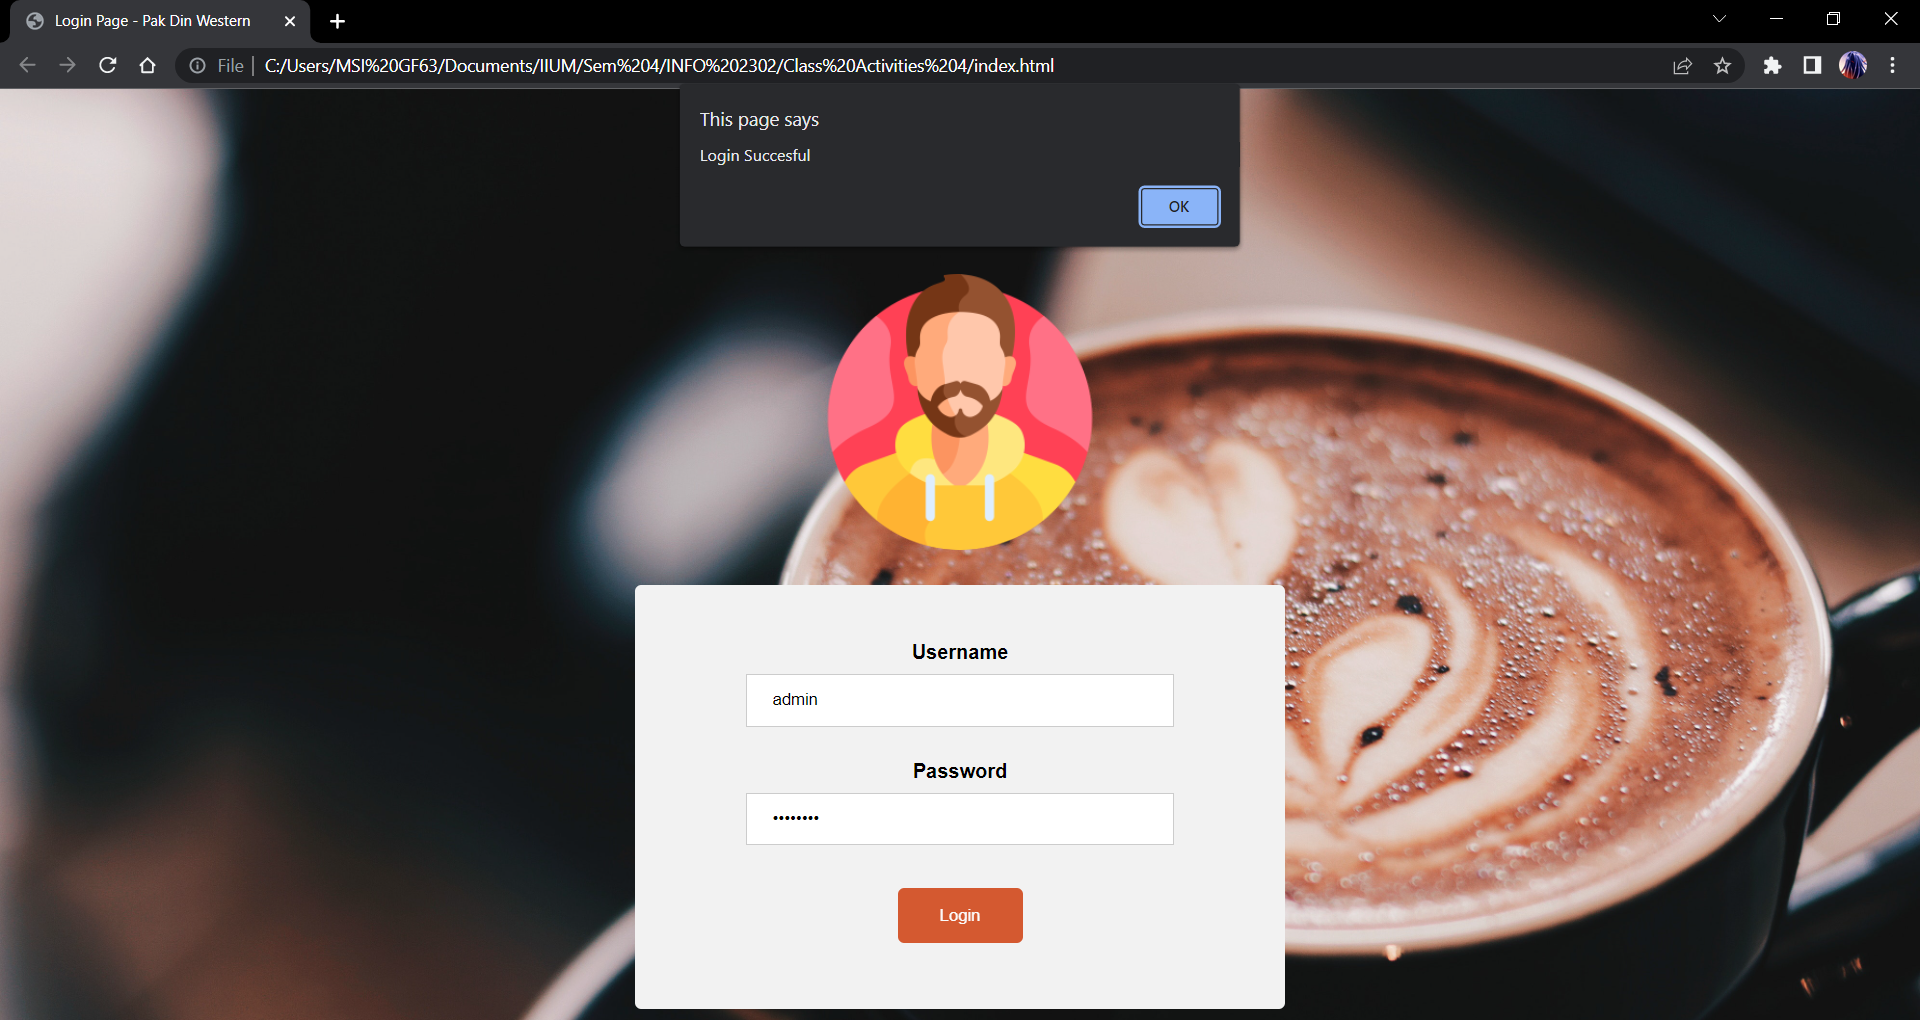 Login Page - Pak Din Western
File | C:/Users/MSI%20GF63/Documents/IIUM/Sem%204/INFO%202302/Class%20Activities%204/index.html
This page says
Login Succesful
OK
Username
admin
Password
••••••••
Login